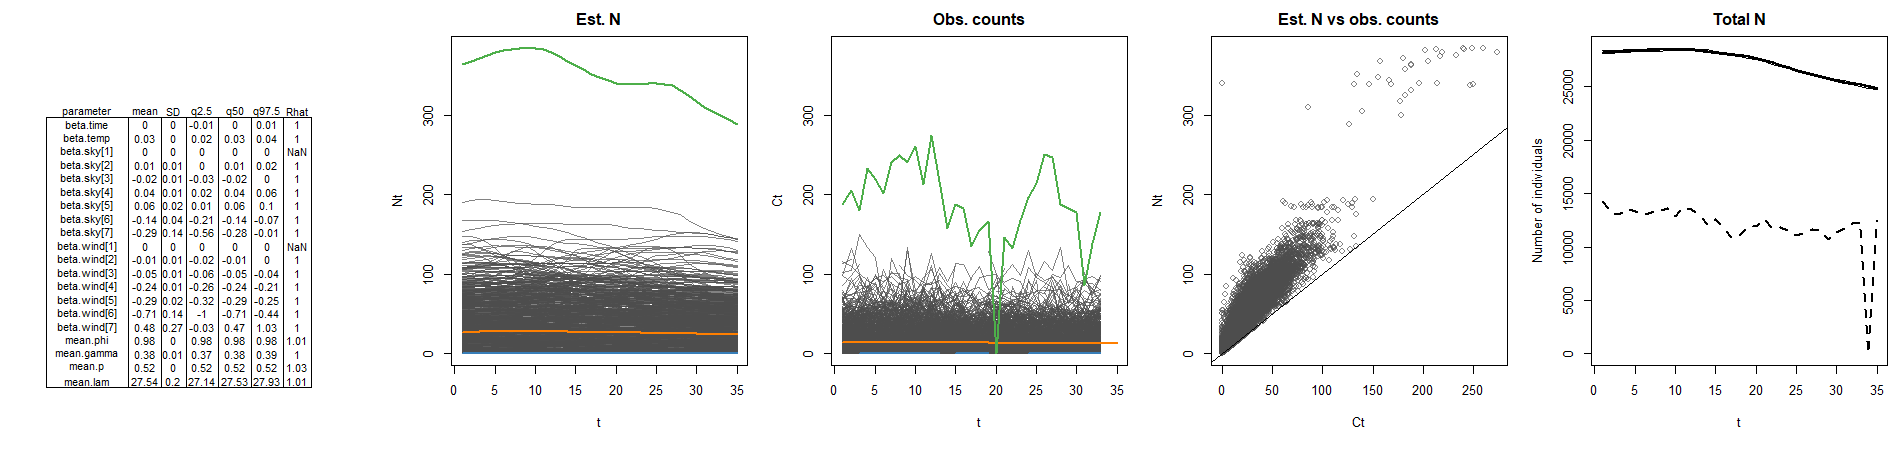 parameter mean SD q2.5 q50 q97.5 Rhat
beta.time 0 0 -0.01 0 0.01 1
beta.temp 0.03 0 0.02 0.03 0.04 1
beta.sky[1] 0 0 0 0 0 NaN
beta.sky[2] 0.01 0.01 0 0.01 0.02 1
beta.sky[3] -0.02 0.01 -0.03 -0.02 0 1
beta.sky[4] 0.04 0.01 0.02 0.04 0.06 1
beta.sky[5] 0.06 0.02 0.01 0.06 0.1 1
beta.sky[6] -0.14 0.04 -0.21 -0.14 -0.07 1
beta.sky[7] -0.29 0.14 -0.56 -0.28 -0.01 1
beta.wind[1] 0 0 0 0 0 NaN
beta.wind[2] -0.01 0.01 -0.02 -0.01 0 1
beta.wind[3] -0.05 0.01 -0.06 -0.05 -0.04 1
beta.wind[4] -0.24 0.01 -0.26 -0.24 -0.21 1
beta.wind[5] -0.29 0.02 -0.32 -0.29 -0.25 1
beta.wind[6] -0.71 0.14 -1 -0.71 -0.44 1
beta.wind[7] 0.48 0.27 -0.03 0.47 1.03 1
mean.phi 0.98 0 0.98 0.98 0.98 1.01
mean.gamma 0.38 0.01 0.37 0.38 0.39 1
mean.p 0.52 0 0.52 0.52 0.52 1.03
mean.lam 27.54 0.2 27.14 27.53 27.93 1.01
Est. N
Nt
300
200
100
0
0 5 10 15 20 25 30 35
t
Obs. counts
Ct
300
200
100
0
0 5 10 15 20 25 30 35
t
Est. N vs obs. counts
Nt
300
200
100
0
0 50 100 150 200 250
Ct
Total N
Number of individuals
25000
20000
15000
10000
5000
0
0 5 10 15 20 25 30 35
t